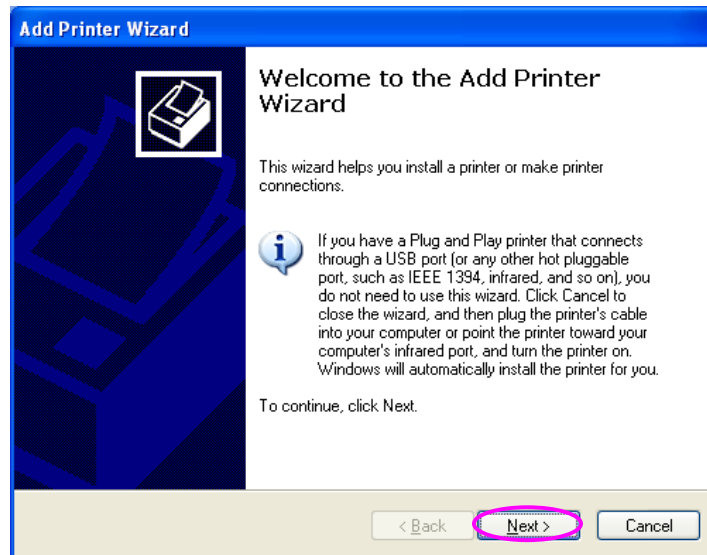 Add Printer Wizard
Welcome to the Add Printer
Wizard
This wizard helps you install a printer or make printer
connections.
If you have a Plug and Play printer that connects
through a USB port (or any other hot pluggable
port, such as IEEE 1394, infrared, and so on), you
do not need to use this wizard. Click Cancel to
close the wizard, and then plug the printer's cable
into your computer or point the printer toward your
computer's infrared port, and turn the printer on.
Windows will automatically install the printer for you.
To continue, click Next.
< Back Next > Cancel